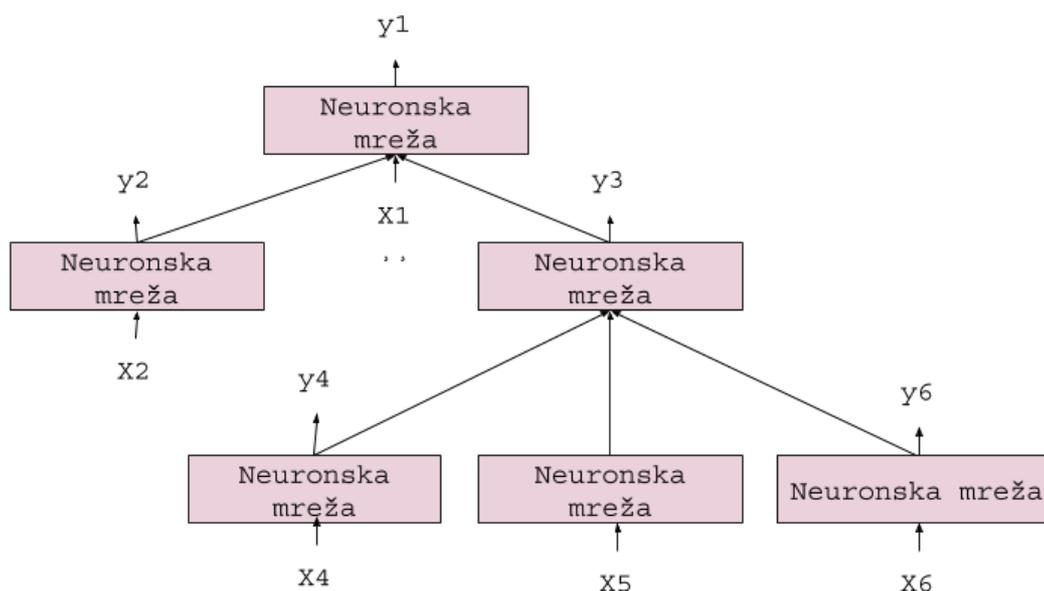 y1
Neuronska
mreža
y2
y3
X1
, ,
Neuronska
mreža
Neuronska
mreža
X2
y4
y6
Neuronska
mreža
Neuronska
mreža
Neuronska mreža
X4
X5
X6